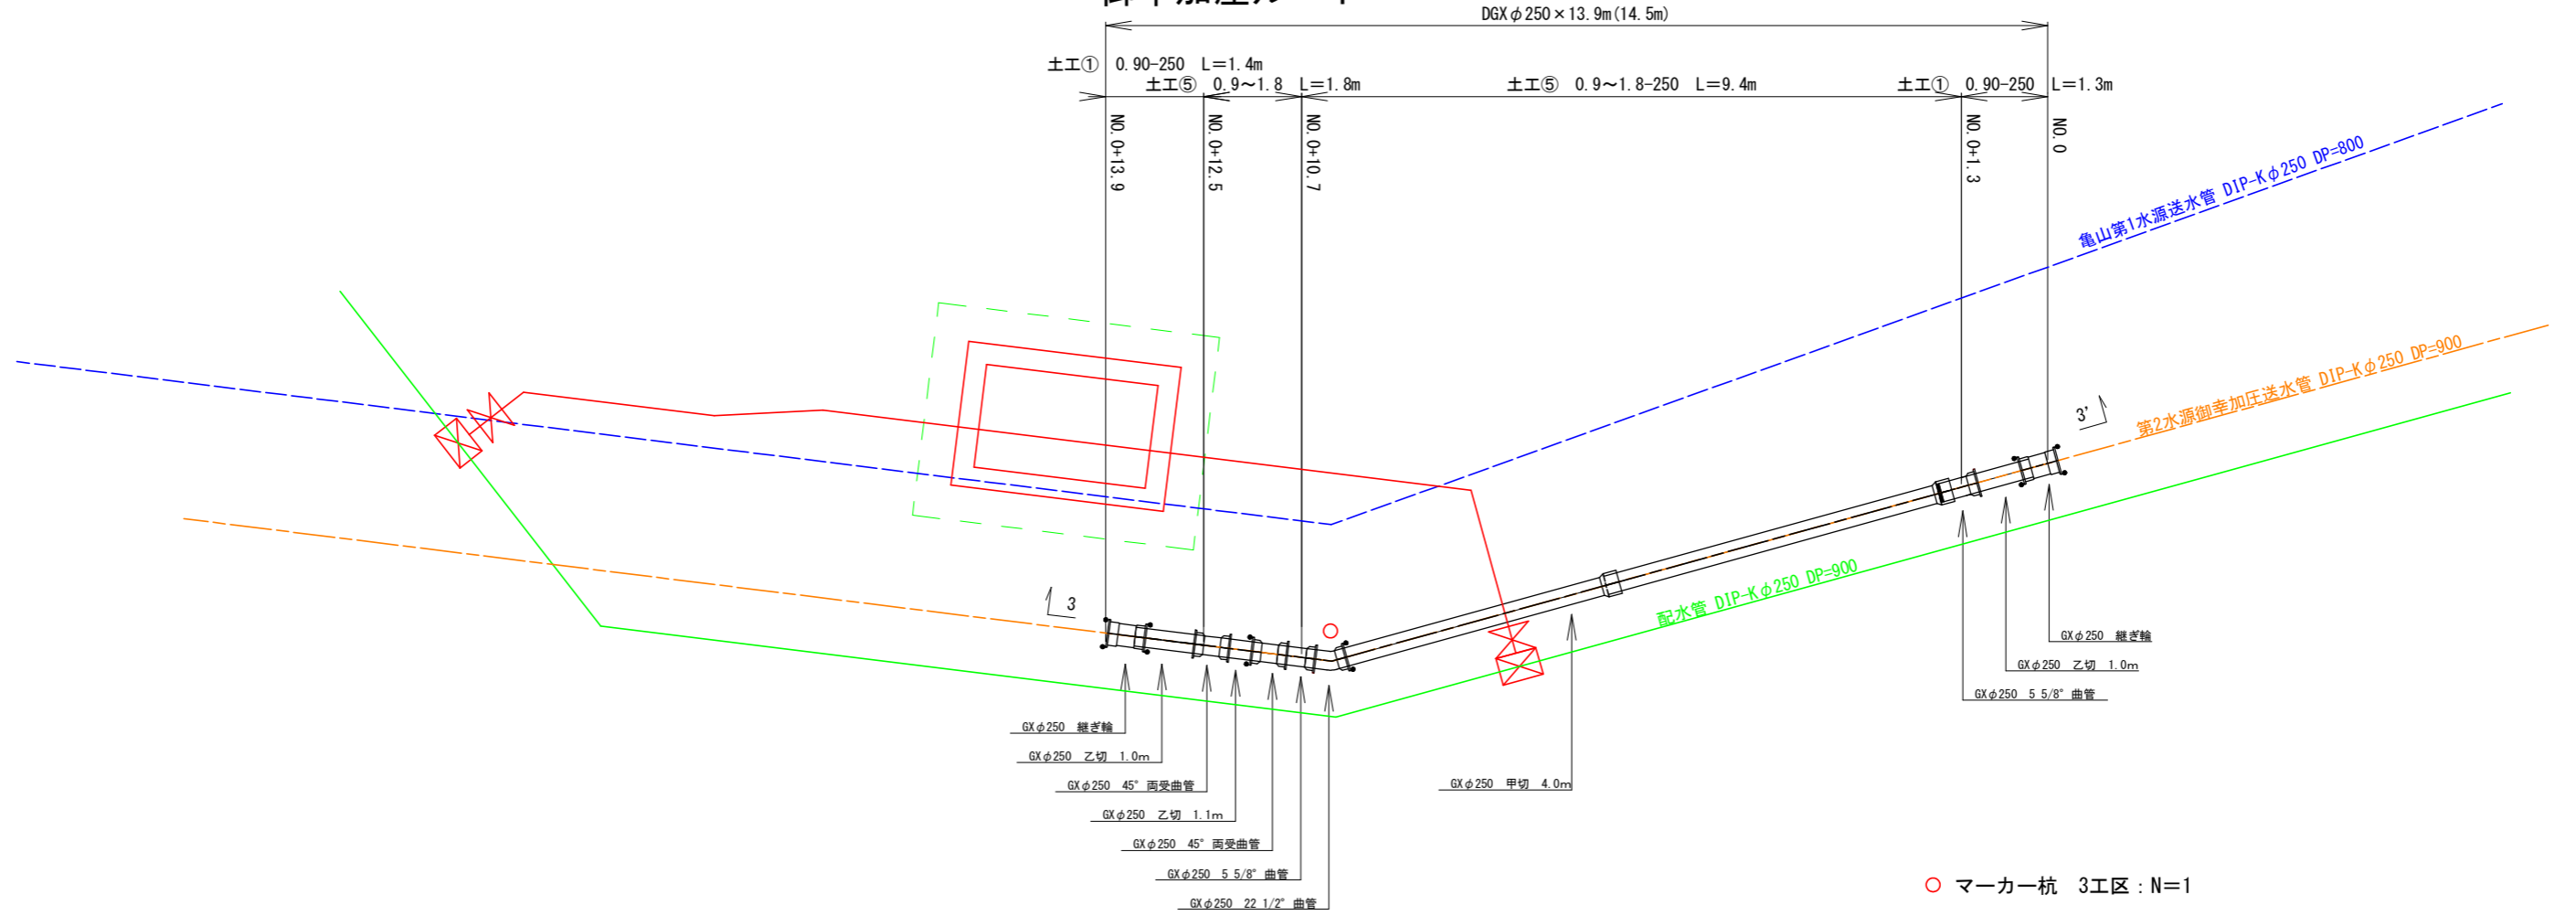 DGXφ250×13.9m(14.5m)
土工① 0.90-250 L=1.4m
土工⑤ 0.9～1.8 L=1.8m
土工⑤ 0.9～1.8-250 L=9.4m
土工① 0.90-250 L=1.3m
NO.0+13.9
NO.0+12.5
NO.0+10.7
NO.0+1.3
NO.0
亀山第1水源送水管 DIP-Kφ250 DP=800
第2水源御幸加圧送水管 DIP-Kφ250 DP=900
3'
配水管 DIP-Kφ250 DP=900
3
GXφ250 継ぎ輪
GXφ250 乙切 1.0m
GXφ250 5 5/8° 曲管
GXφ250 継ぎ輪
GXφ250 乙切 1.0m
GXφ250 45° 両受曲管
GXφ250 甲切 4.0m
GXφ250 乙切 1.1m
GXφ250 45° 両受曲管
GXφ250 5 5/8° 曲管
GXφ250 22 1/2° 曲管
マーカー杭 3工区：N=1